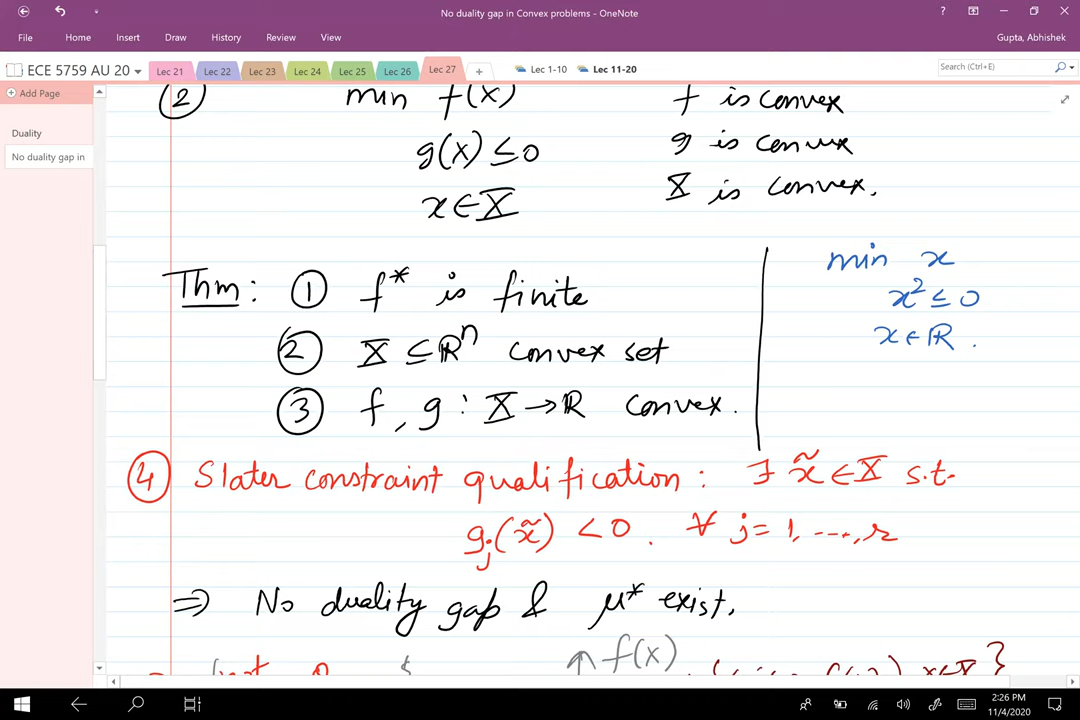 No duality gap in Convex problems - OneNote
File Home Insert Draw History Review View
Gupta, Abhishek
ECE 5759 AU 20 Lec 21 Lec 22 Lec 23 Lec 24 Lec 25 Lec 26 Lec 27 + Lec 1-10 Lec 11-20
Search (Ctrl+E)
Add Page
Duality
No duality gap in
② min f(x) f is convex
g(x) ≤ 0 g is convex
x ∈ X X is convex.
Thm: ① f* is finite
② X ⊆ ℝⁿ convex set
③ f, g : X → ℝ convex.
min x
x² ≤ 0
x ∈ ℝ.
④ Slater constraint qualification: ∃ x̃ ∈ X s.t.
gⱼ(x̃) < 0. ∀ j = 1, ...., r
⇒ No duality gap & μ* exist.
↑ f(x)
x ∈ X }
2:26 PM
11/4/2020